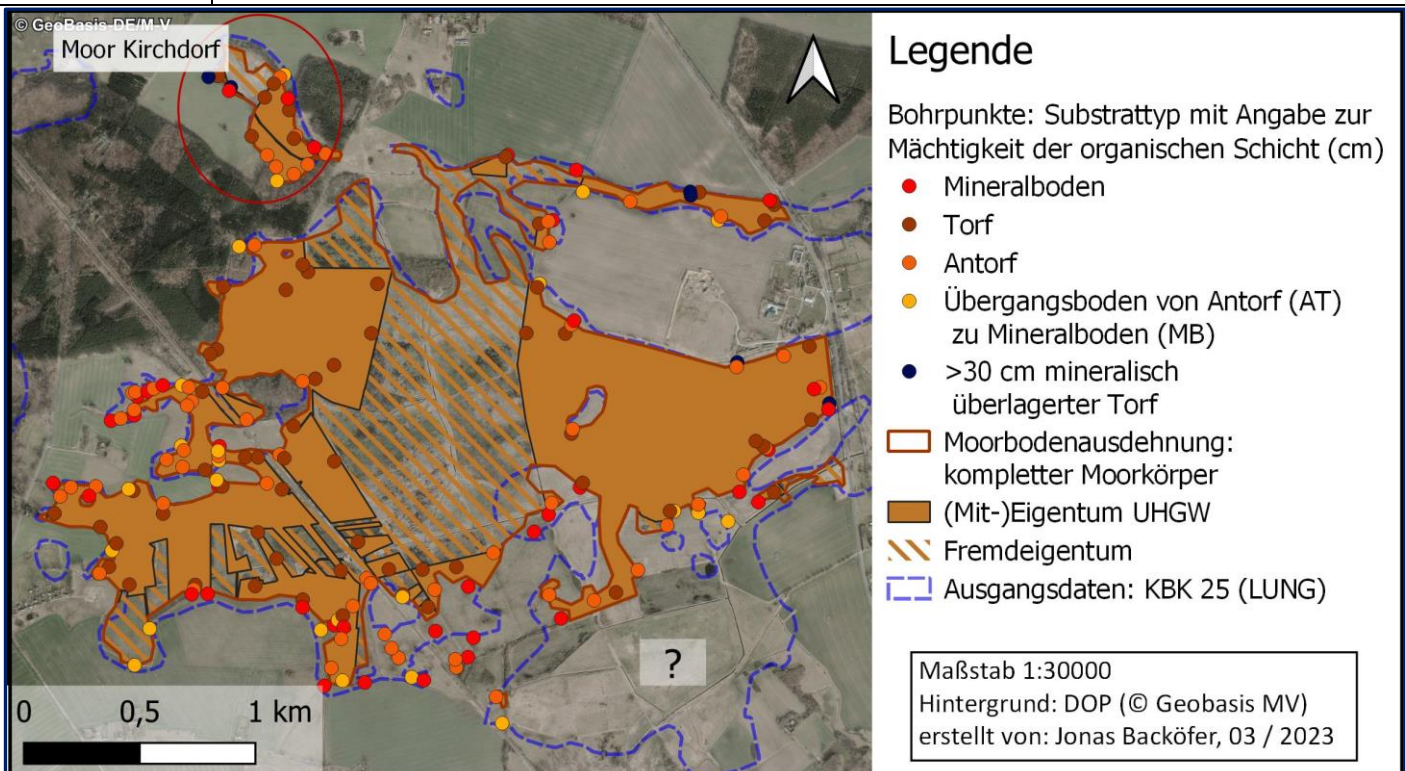 © GeoBasis-DE/M-V
Moor Kirchdorf
?
0 0,5 1 km
Legende
Bohrpunkte: Substrattyp mit Angabe zur
Mächtigkeit der organischen Schicht (cm)
Mineralboden
Torf
Antorf
Übergangsboden von Antorf (AT)
zu Mineralboden (MB)
>30 cm mineralisch
überlagerter Torf
Moorbodenausdehnung:
kompletter Moorkörper
(Mit-)Eigentum UHGW
Fremdeigentum
Ausgangsdaten: KBK 25 (LUNG)
Maßstab 1:30000
Hintergrund: DOP (© Geobasis MV)
erstellt von: Jonas Backöfer, 03 / 2023